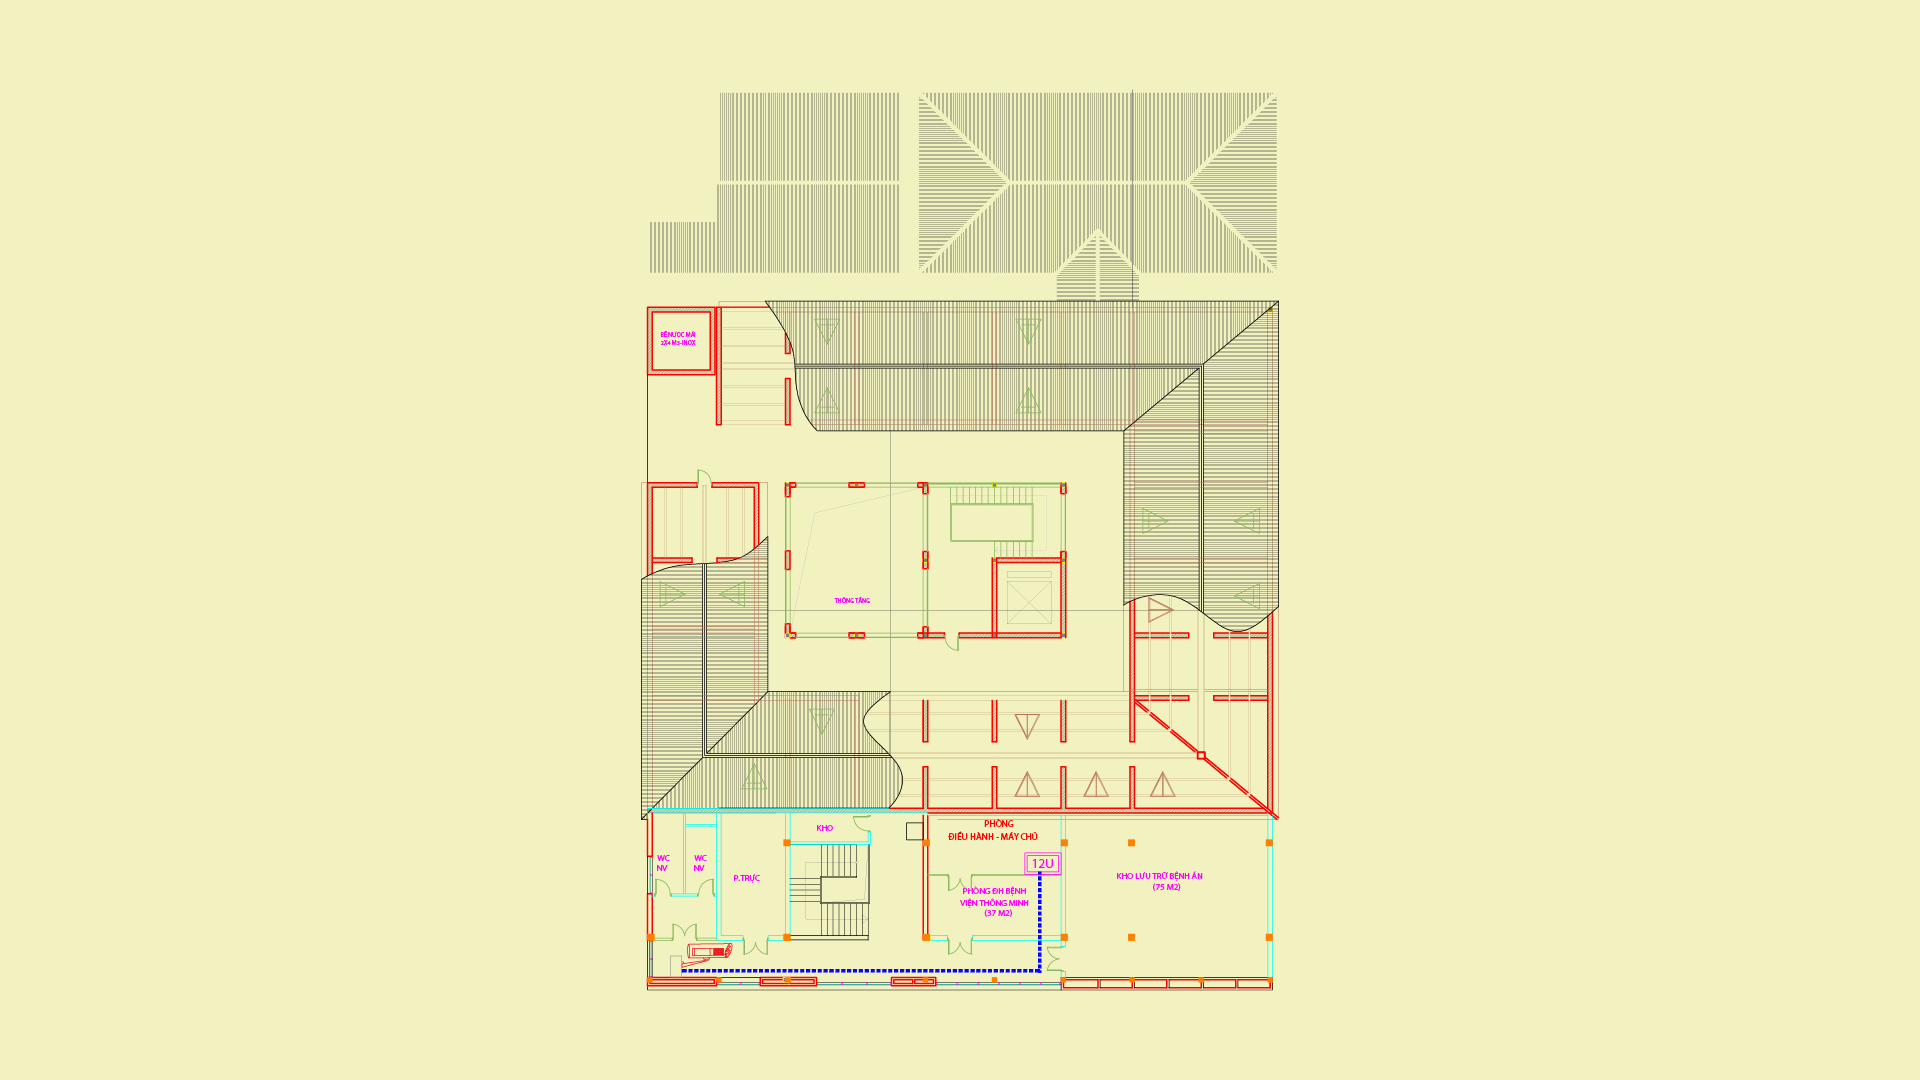 BỂ NƯỚC MÁI
2X4 M3-INOX
THÔNG TẦNG
KHO
PHÒNG
ĐIỀU HÀNH - MÁY CHỦ
WC
NV
WC
NV
P.TRỰC
12U
PHÒNG ĐH BỆNH
VIỆN THÔNG MINH
(37 M2)
KHO LƯU TRỮ BỆNH ÁN
(75 M2)